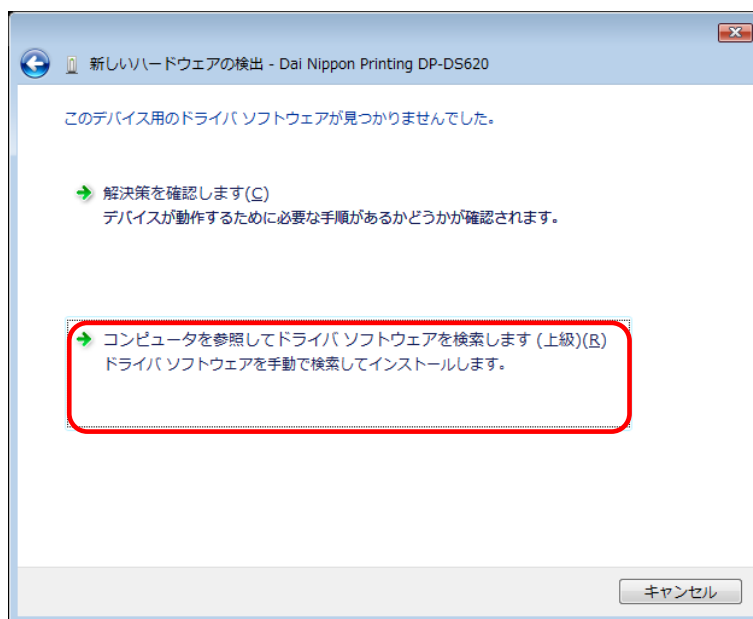 新しいハードウェアの検出 - Dai Nippon Printing DP-DS620
このデバイス用のドライバ ソフトウェアが見つかりませんでした。
解決策を確認します(C)
デバイスが動作するために必要な手順があるかどうかが確認されます。
コンピュータを参照してドライバ ソフトウェアを検索します (上級)(R)
ドライバ ソフトウェアを手動で検索してインストールします。
キャンセル